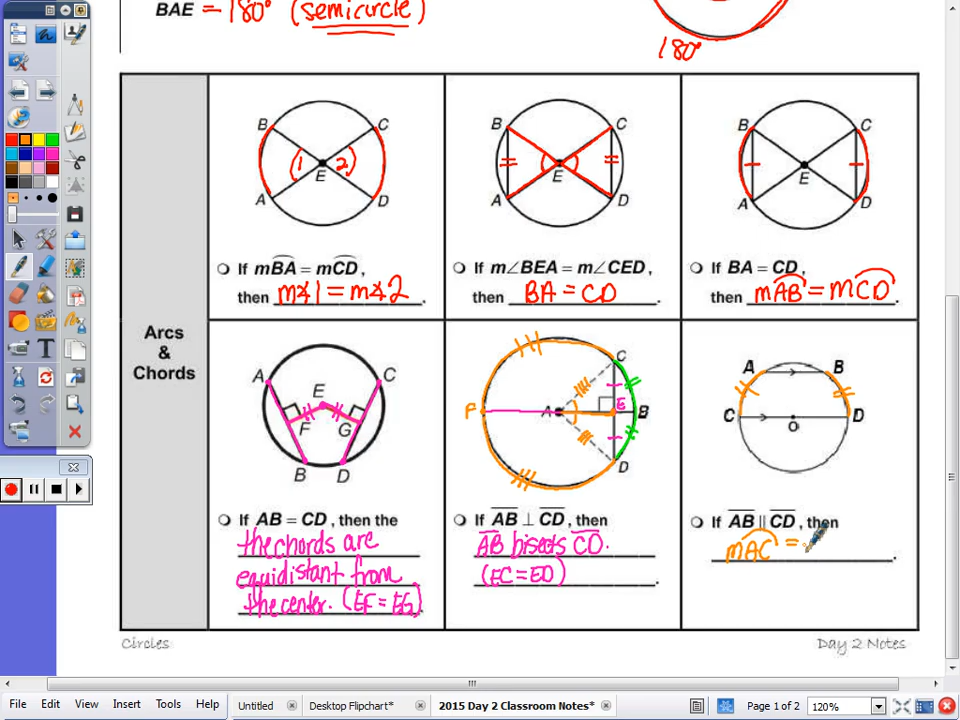 BAE = 180° (semicircle)
180°
B C
1 2
E
A D
B C
E
A D
B C
E
A D
If mBA = mCD,
then m∡1 = m∡2.
If m∠BEA = m∠CED,
then BA = CD.
If BA = CD,
then mAB = mCD.
Arcs
&
Chords
A C
E
F G
B D
C
F A E B
D
A B
C D
O
If AB = CD, then the
the chords are
equidistant from
the center. (EF = EG).
If AB ⊥ CD, then
AB bisects CD.
(EC = ED).
If AB || CD, then
mAC = .
Circles
Day 2 Notes
File Edit View Insert Tools Help Untitled Desktop Flipchart* 2015 Day 2 Classroom Notes* Page 1 of 2 120%